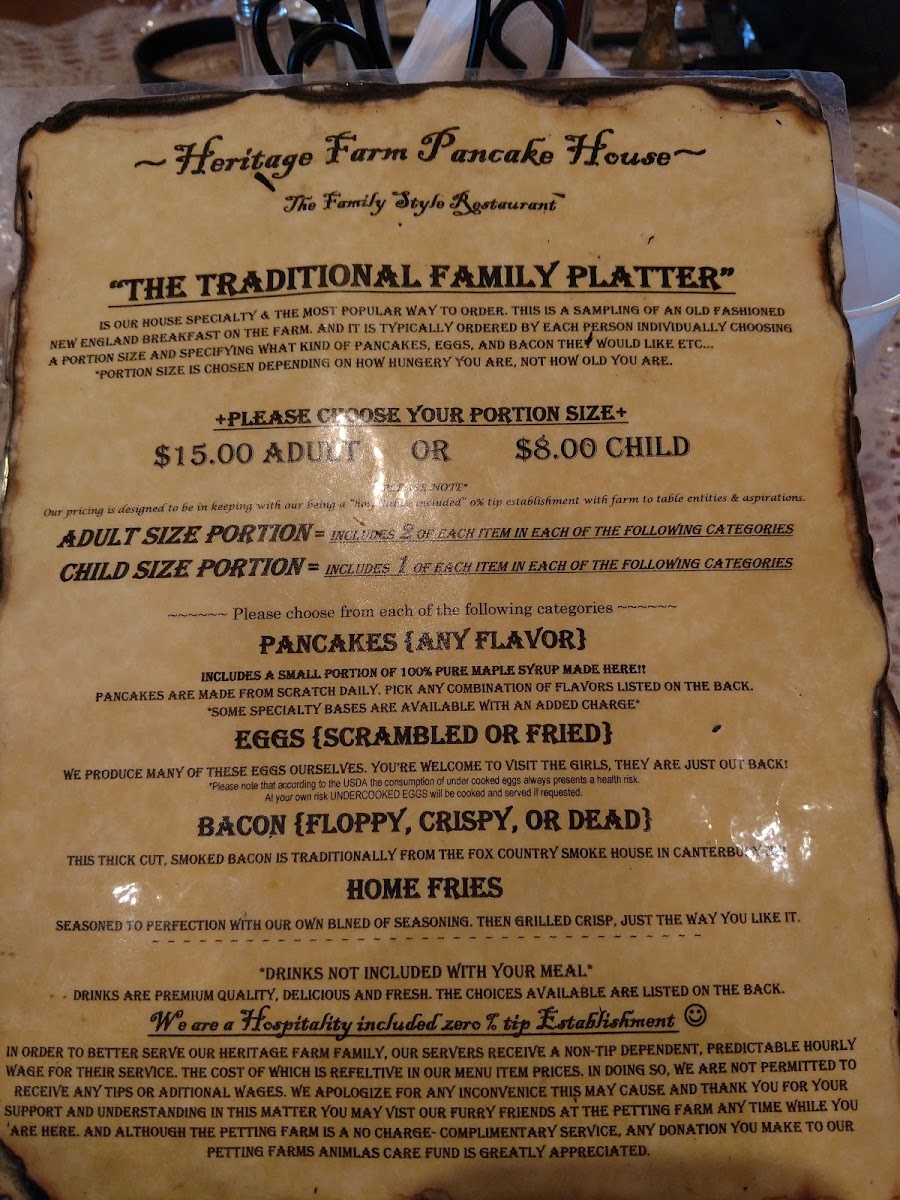 ~Heritage Farm Pancake House~
The Family Style Restaurant
"THE TRADITIONAL FAMILY PLATTER"
IS OUR HOUSE SPECIALTY & THE MOST POPULAR WAY TO ORDER. THIS IS A SAMPLING OF AN OLD FASHIONED
NEW ENGLAND BREAKFAST ON THE FARM. AND IT IS TYPICALLY ORDERED BY EACH PERSON INDIVIDUALLY CHOOSING
A PORTION SIZE AND SPECIFYING WHAT KIND OF PANCAKES, EGGS, AND BACON THEY WOULD LIKE ETC...
*PORTION SIZE IS CHOSEN DEPENDING ON HOW HUNGERY YOU ARE, NOT HOW OLD YOU ARE.
+PLEASE CHOOSE YOUR PORTION SIZE+
$15.00 ADULT OR $8.00 CHILD
PLEASE NOTE*
Our pricing is designed to be in keeping with our being a included" 0% tip establishment with farm to table entities & aspirations.
ADULT SIZE PORTION = INCLUDES 2 OF EACH ITEM IN EACH OF THE FOLLOWING CATEGORIES
CHILD SIZE PORTION = INCLUDES 1 OF EACH ITEM IN EACH OF THE FOLLOWING CATEGORIES
~~~~~~ Please choose from each of the following categories ~~~~~~
PANCAKES {ANY FLAVOR}
INCLUDES A SMALL PORTION OF 100% PURE MAPLE SYRUP MADE HERE!!
PANCAKES ARE MADE FROM SCRATCH DAILY. PICK ANY COMBINATION OF FLAVORS LISTED ON THE BACK.
*SOME SPECIALTY BASES ARE AVAILABLE WITH AN ADDED CHARGE*
EGGS {SCRAMBLED OR FRIED}
WE PRODUCE MANY OF THESE EGGS OURSELVES. YOU'RE WELCOME TO VISIT THE GIRLS, THEY ARE JUST OUT BACK!
*Please note that according to the USDA the consumption of under cooked eggs always presents a health risk.
At your own risk UNDERCOOKED EGGS will be cooked and served if requested.
BACON {FLOPPY, CRISPY, OR DEAD}
THIS THICK CUT, SMOKED BACON IS TRADITIONALLY FROM THE FOX COUNTRY SMOKE HOUSE IN CANTERBURY
HOME FRIES
SEASONED TO PERFECTION WITH OUR OWN BLNED OF SEASONING. THEN GRILLED CRISP, JUST THE WAY YOU LIKE IT.
*DRINKS NOT INCLUDED WITH YOUR MEAL*
DRINKS ARE PREMIUM QUALITY, DELICIOUS AND FRESH. THE CHOICES AVAILABLE ARE LISTED ON THE BACK.
We are a Hospitality included zero % tip Establishment ☺
IN ORDER TO BETTER SERVE OUR HERITAGE FARM FAMILY, OUR SERVERS RECEIVE A NON-TIP DEPENDENT, PREDICTABLE HOURLY
WAGE FOR THEIR SERVICE. THE COST OF WHICH IS REFELTIVE IN OUR MENU ITEM PRICES. IN DOING SO, WE ARE NOT PERMITTED TO
RECEIVE ANY TIPS OR ADITIONAL WAGES. WE APOLOGIZE FOR ANY INCONVENICE THIS MAY CAUSE AND THANK YOU FOR YOUR
SUPPORT AND UNDERSTANDING IN THIS MATTER YOU MAY VIST OUR FURRY FRIENDS AT THE PETTING FARM ANY TIME WHILE YOU
ARE HERE. AND ALTHOUGH THE PETTING FARM IS A NO CHARGE- COMPLIMENTARY SERVICE, ANY DONATION YOU MAKE TO OUR
PETTING FARMS ANIMLAS CARE FUND IS GREATLY APPRECIATED.